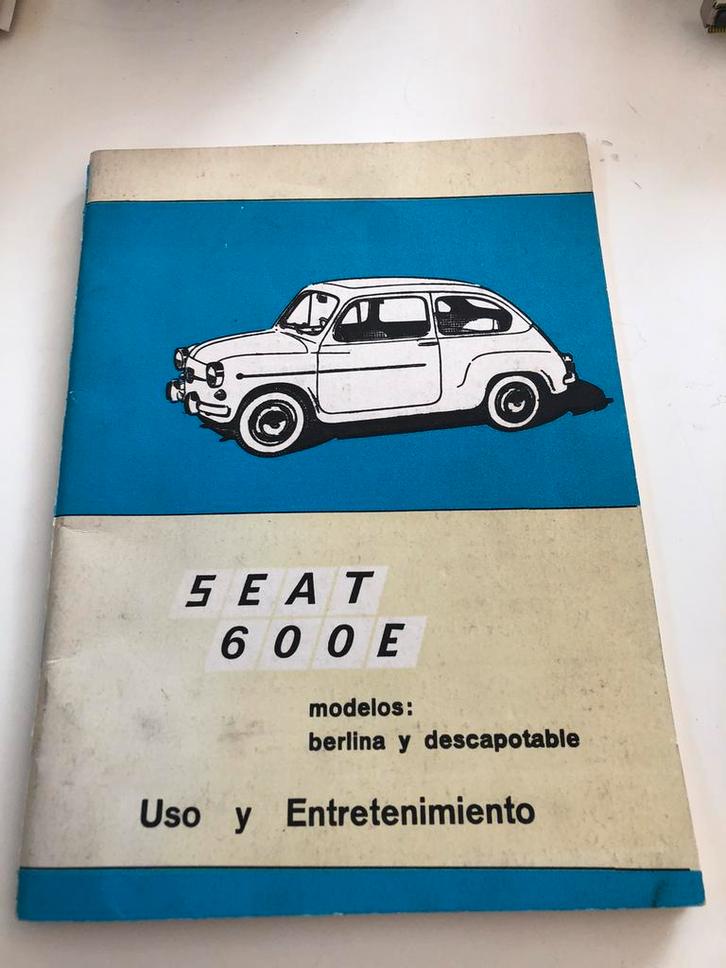 SEAT
600E
modelos:
berlina y descapotable
Uso y Entretenimiento